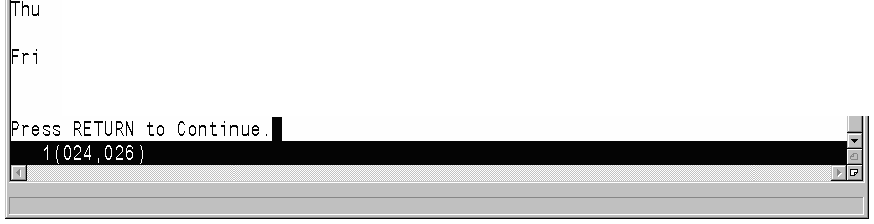 Thu
Fri
Press RETURN to Continue.
1(024,026)